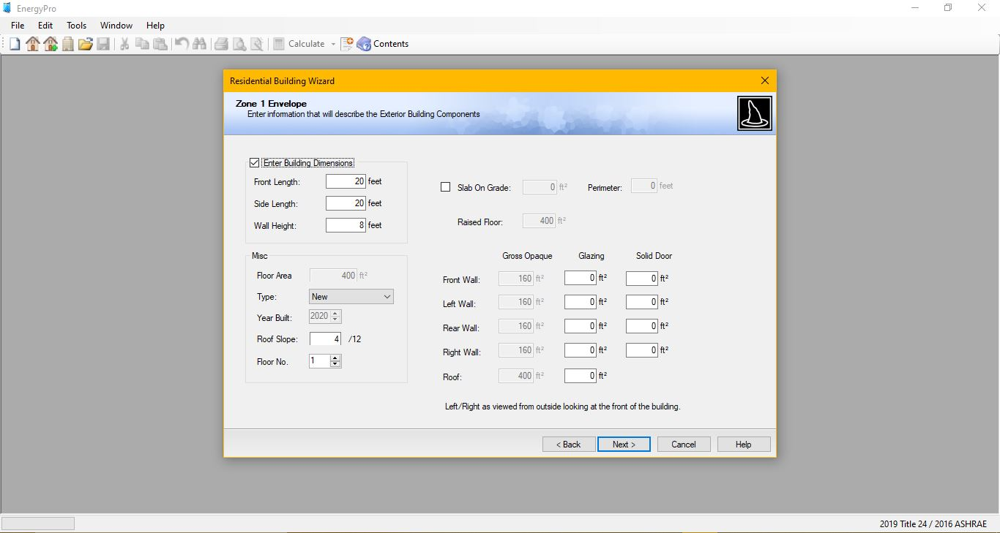 EnergyPro
File Edit Tools Window Help
Calculate Contents
Residential Building Wizard
Zone 1 Envelope
Enter information that will describe the Exterior Building Components
Enter Building Dimensions
Front Length: 20 feet
Side Length: 20 feet
Wall Height: 8 feet
Slab On Grade: 0 ft² Perimeter: 0 feet
Raised Floor: 400 ft²
Misc
Floor Area 400 ft²
Type: New
Year Built: 2020
Roof Slope: 4 /12
Floor No. 1
Gross Opaque Glazing Solid Door
Front Wall: 160 ft² 0 ft² 0 ft²
Left Wall: 160 ft² 0 ft² 0 ft²
Rear Wall: 160 ft² 0 ft² 0 ft²
Right Wall: 160 ft² 0 ft² 0 ft²
Roof: 400 ft² 0 ft²
Left/Right as viewed from outside looking at the front of the building.
< Back Next > Cancel Help
2019 Title 24 / 2016 ASHRAE